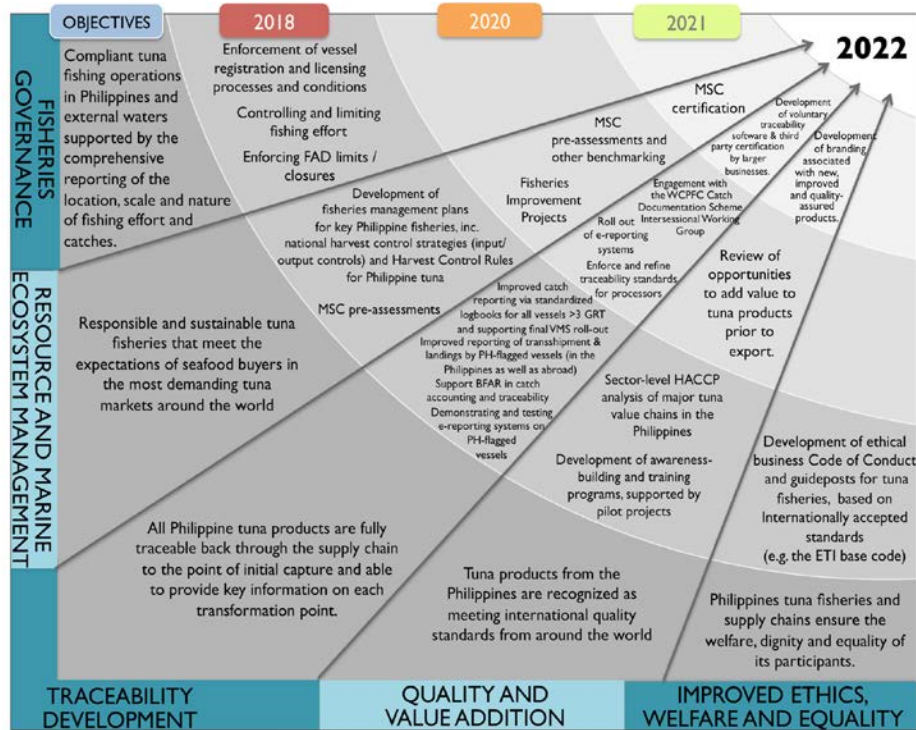 OBJECTIVES
2018
2020
2021
2022
FISHERIES
GOVERNANCE
Compliant tuna
fishing operations
in Philippines and
external waters
supported by the
comprehensive
reporting of the
location, scale and nature
of fishing effort and
catches.
Enforcement of vessel
registration and licensing
processes and conditions
Controlling and limiting
fishing effort
Enforcing FAD limits /
closures
RESOURCE AND MARINE
ECOSYSTEM MANAGEMENT
Responsible and sustainable tuna
fisheries that meet the
expectations of seafood buyers in
the most demanding tuna
markets around the world
Development of
fisheries management plans
for key Philippine fisheries, inc.
national harvest control strategies (input/
output controls) and Harvest Control Rules
for Philippine tuna
MSC pre-assessments
MSC
pre-assessments and
other benchmarking
Fisheries
Improvement
Projects
MSC
certification
TRACEABILITY
DEVELOPMENT
All Philippine tuna products are fully
traceable back through the supply chain
to the point of initial capture and able
to provide key information on each
transformation point.
Improved catch
reporting via standardized
logbooks for all vessels >3 GRT
and supporting final VMS roll-out
Improved reporting of transhipment &
landings by PH-flagged vessels (in the
Philippines as well as abroad)
Support BFAR in catch
accounting and traceability
Demonstrating and testing
e-reporting systems on
PH-flagged
vessels
Engagement with
the WCPFC Catch
Documentation Scheme
Intersessional Working
Group
Roll out
of e-reporting
systems
Enforce and refine
traceability standards
for processors
Development
of voluntary
traceability
software & third
party certification
by larger
businesses.
QUALITY AND
VALUE ADDITION
Tuna products from the
Philippines are recognized as
meeting international quality
standards from around the world
Sector-level HACCP
analysis of major tuna
value chains in the
Philippines
Development of awareness-
building and training
programs, supported by
pilot projects
Review of
opportunities
to add value to
tuna products
prior to
export.
Development
of branding
associated
with new,
improved
and quality-
assured
products.
IMPROVED ETHICS,
WELFARE AND EQUALITY
Philippines tuna fisheries and
supply chains ensure the
welfare, dignity and equality of
its participants.
Development of ethical
business Code of Conduct
and guideposts for tuna
fisheries, based on
Internationally accepted
standards
(e.g. the ETI base code)